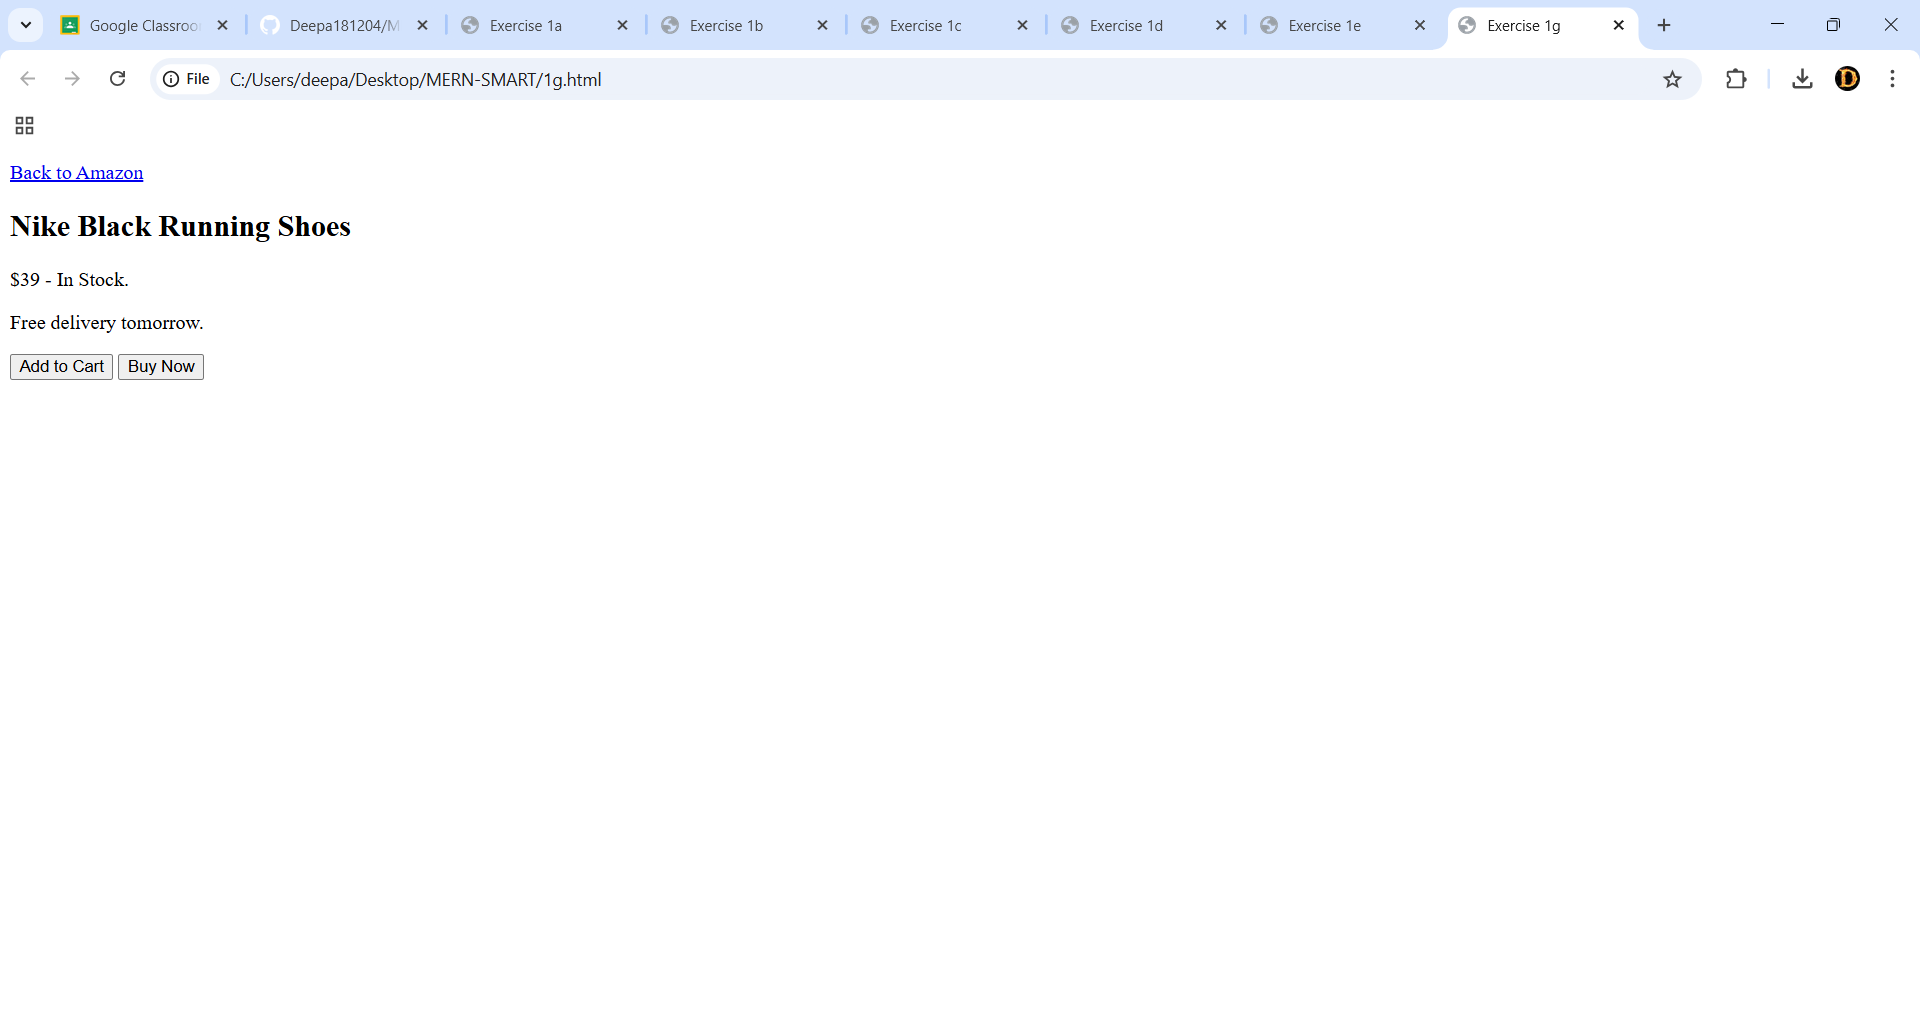 Google Classroo
Deepa181204/M
Exercise 1a
Exercise 1b
Exercise 1c
Exercise 1d
Exercise 1e
Exercise 1g
File
C:/Users/deepa/Desktop/MERN-SMART/1g.html
D
Back to Amazon
Nike Black Running Shoes
$39 - In Stock.
Free delivery tomorrow.
Add to Cart Buy Now